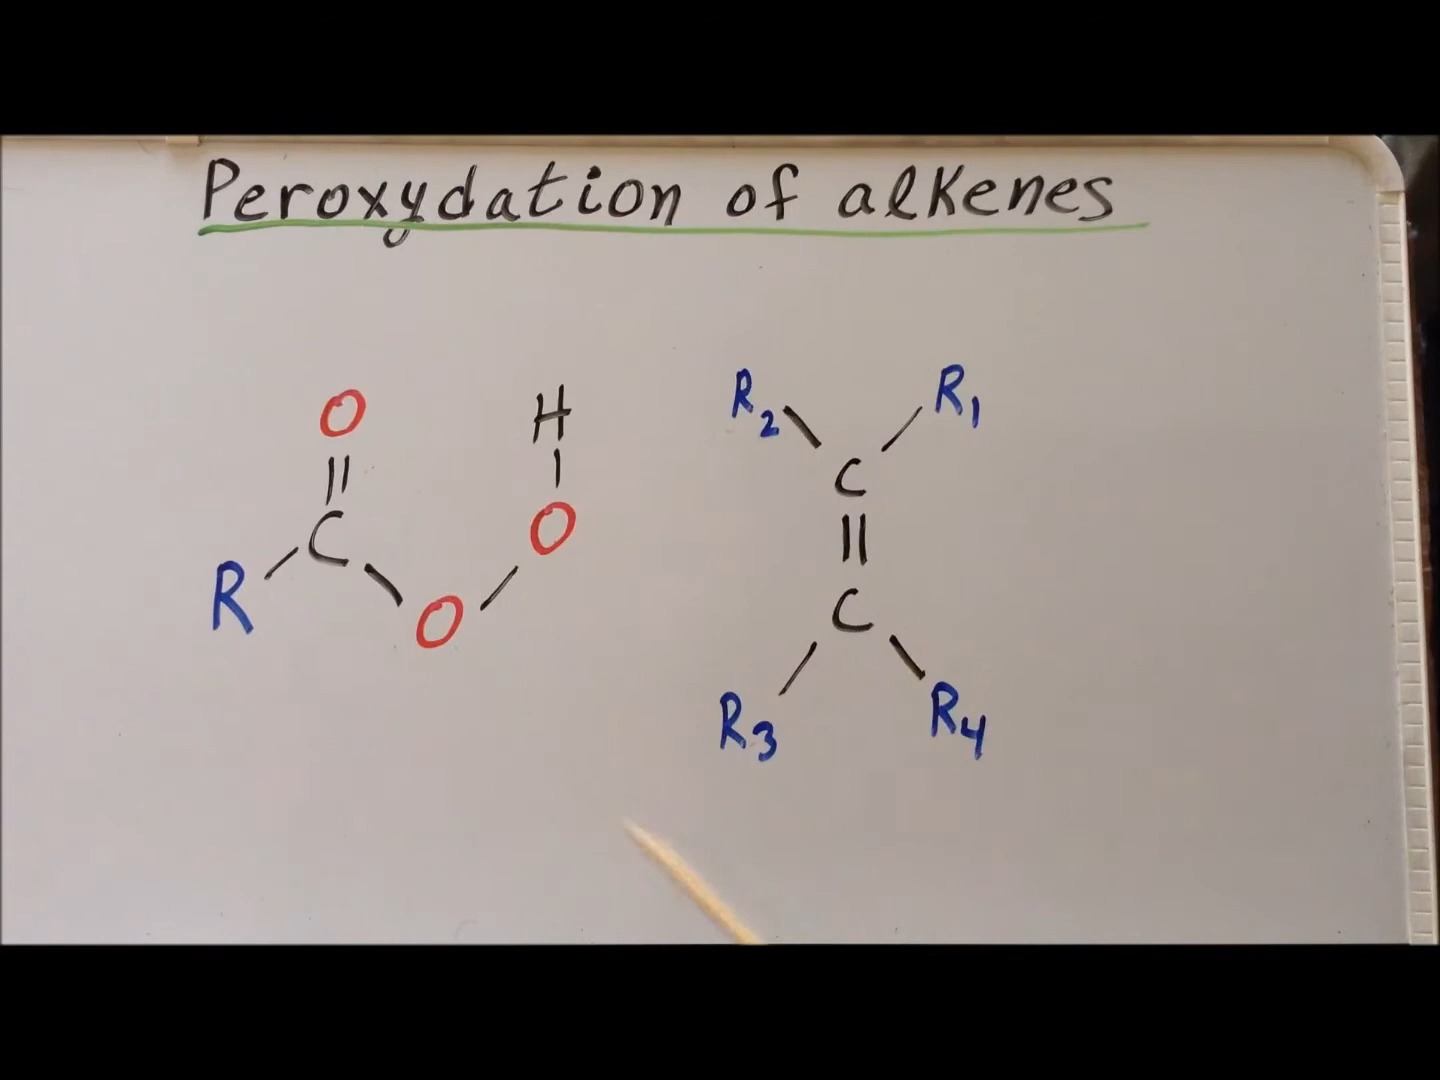 Peroxydation of alkenes
O H R2 R1
C O C
R O C
R3 R4